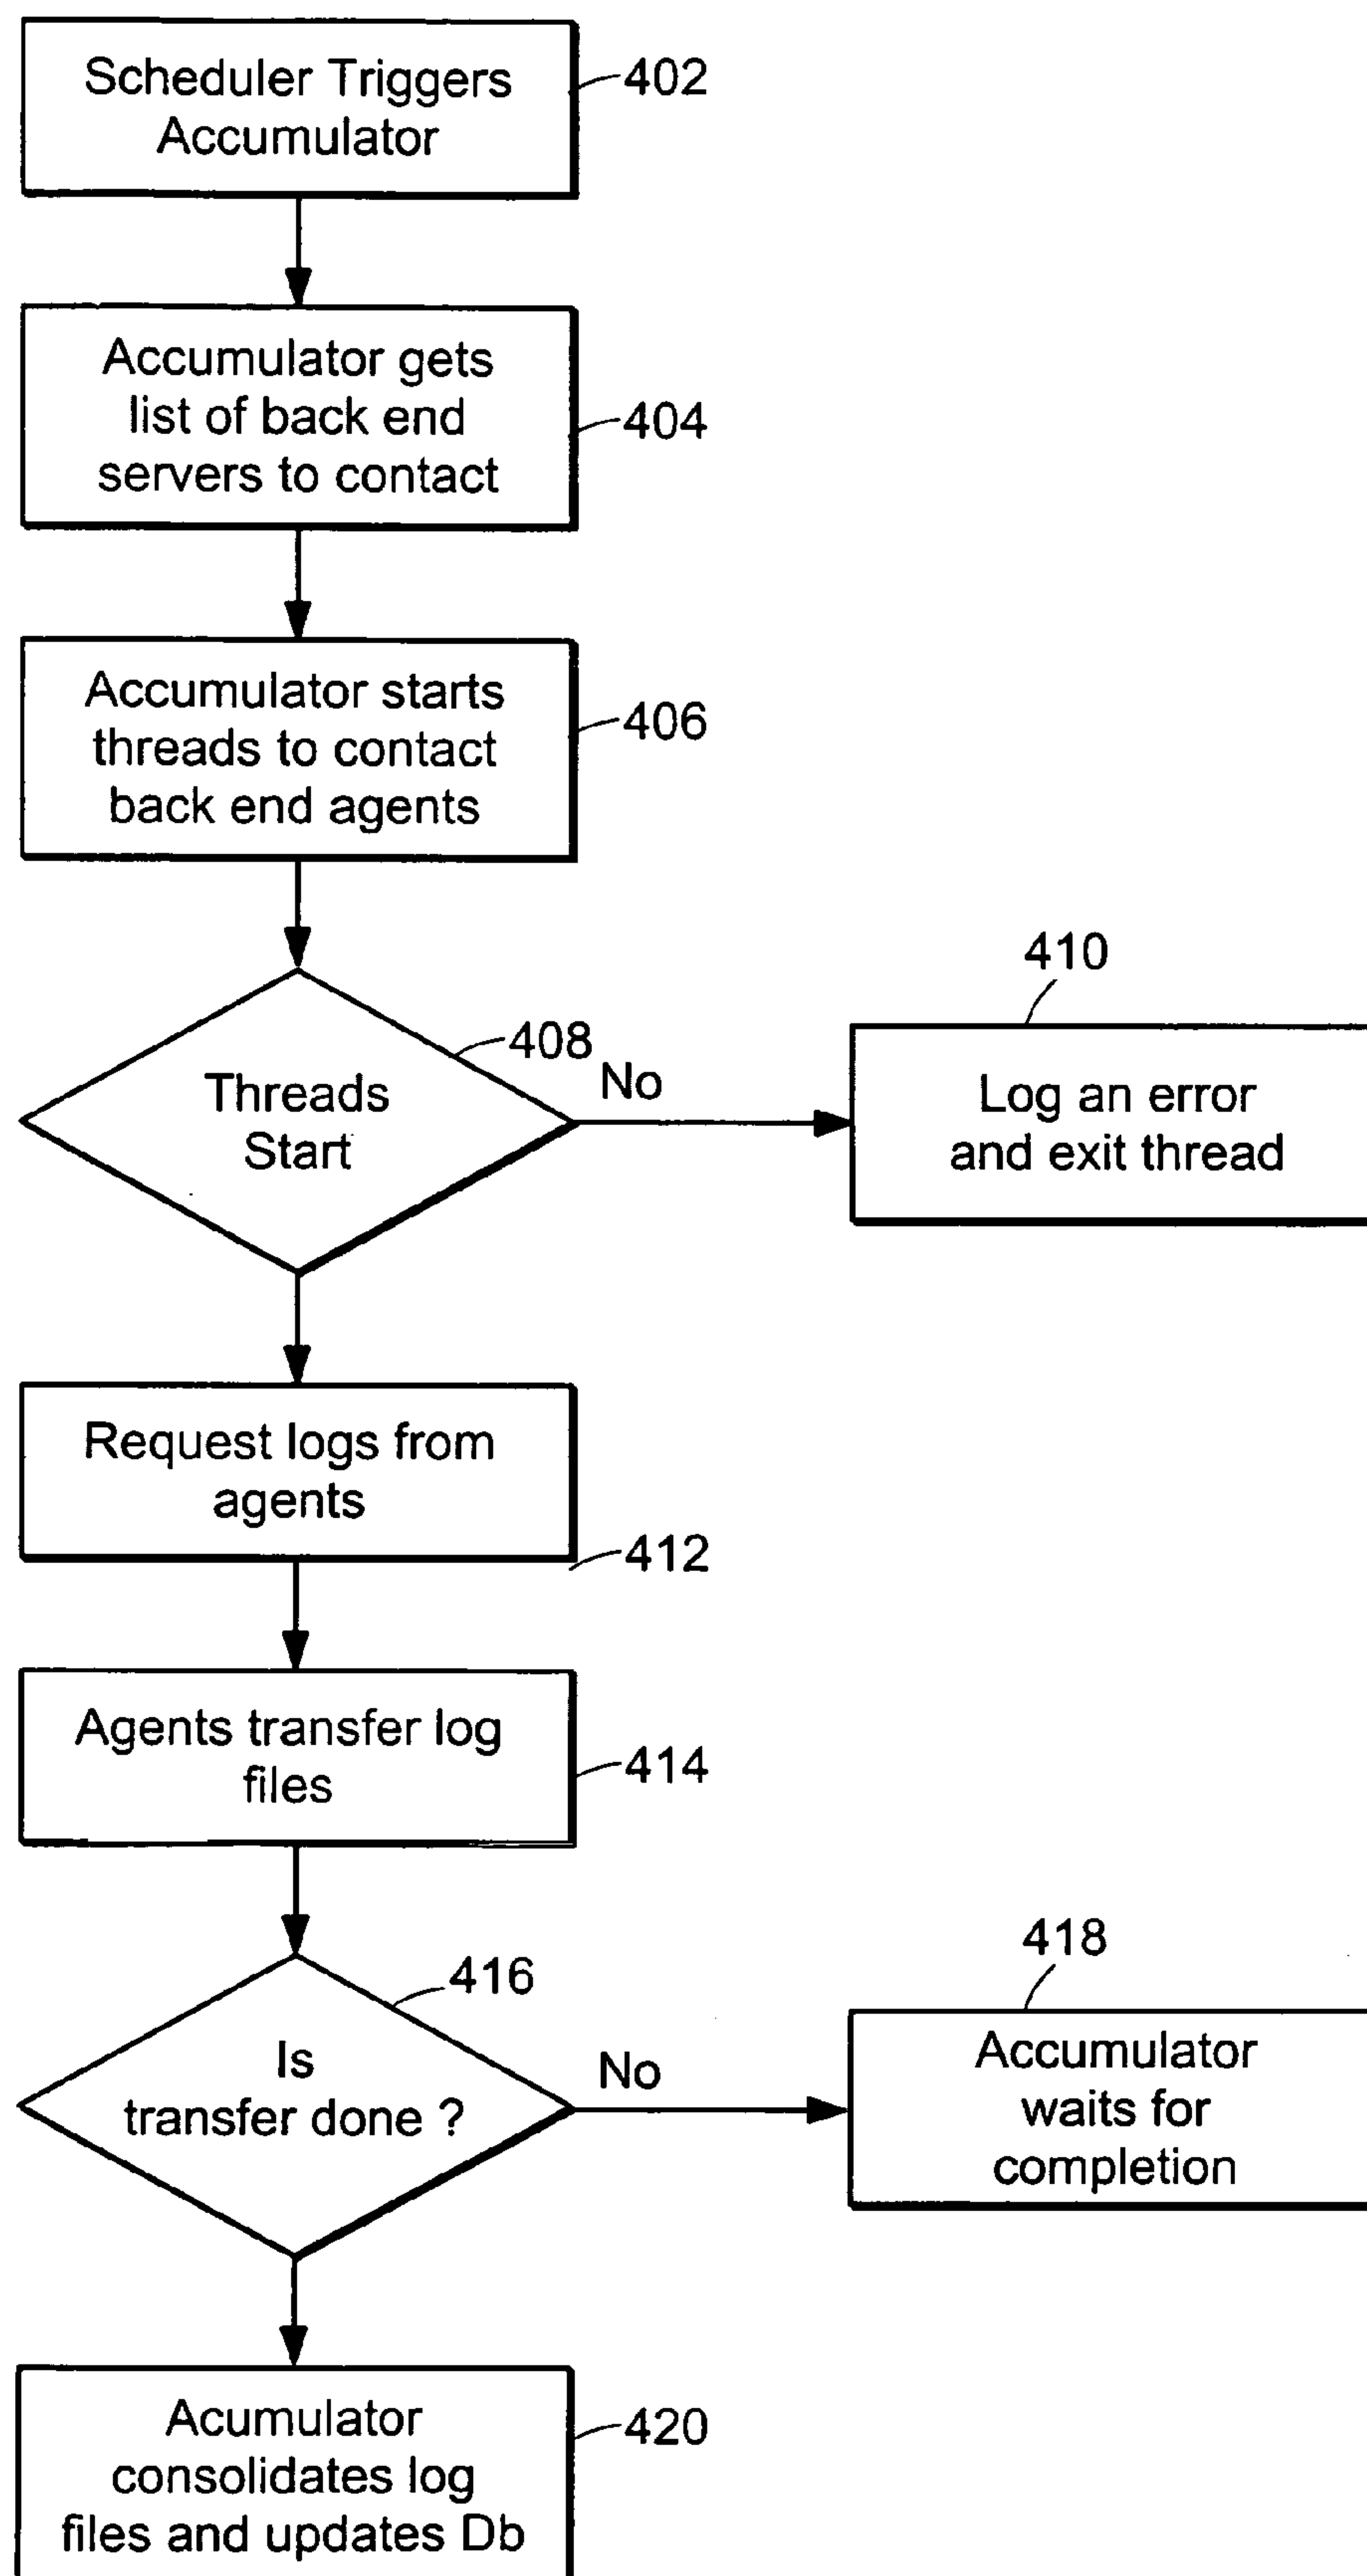 Scheduler Triggers
Accumulator
402
Accumulator gets
list of back end
servers to contact
404
Accumulator starts
threads to contact
back end agents
406
408
Threads
Start
No
410
Log an error
and exit thread
Request logs from
agents
412
Agents transfer log
files
414
416
Is
transfer done ?
No
418
Accumulator
waits for
completion
Acumulator
consolidates log
files and updates Db
420